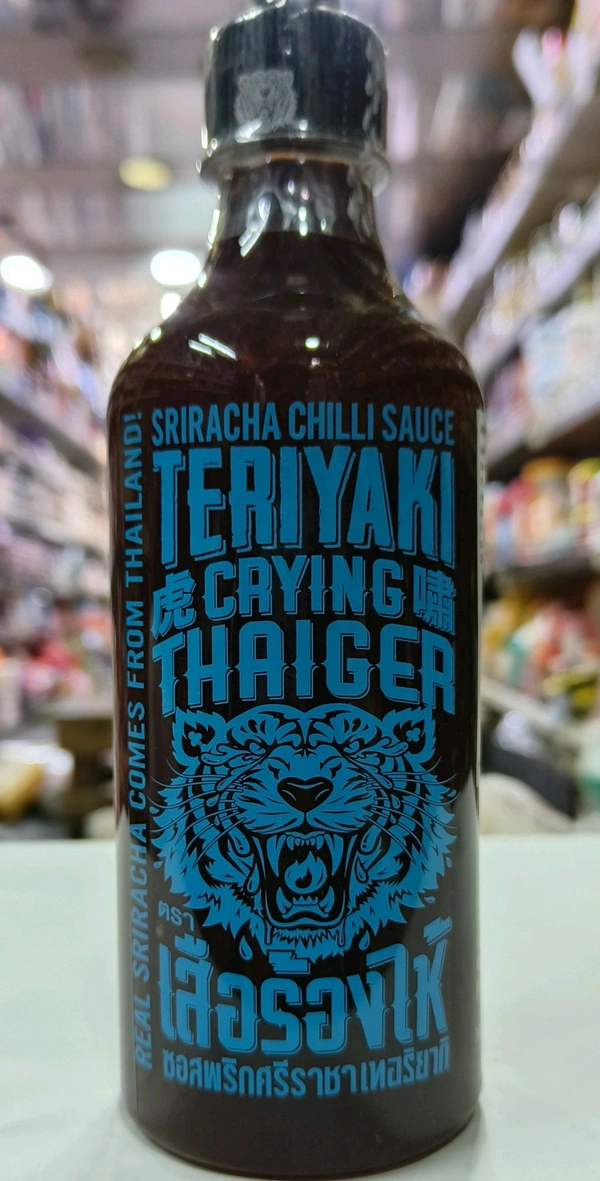 SRIRACHA CHILLI SAUCE
TERIYAKI
虎 CRYING 嘯
THAIGER
ตรา
เสือร้องไห้
ซอสพริกศรีราชาเทอริยากิ
REAL SRIRACHA COMES FROM THAILAND!